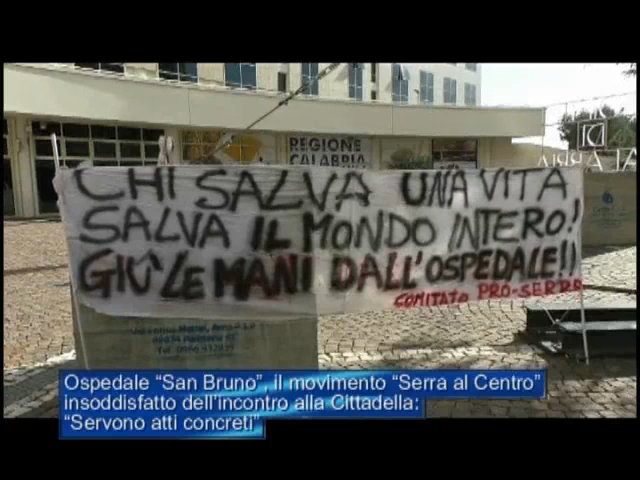 REGIONE
CALABRIA
CHI SALVA UNA VITA
SALVA IL MONDO INTERO!
GIÙ LE MANI DALL'OSPEDALE!!
COMITATO PRO-SERRA
Ospedale “San Bruno”, il movimento “Serra al Centro”
insoddisfatto dell’incontro alla Cittadella:
“Servono atti concreti”